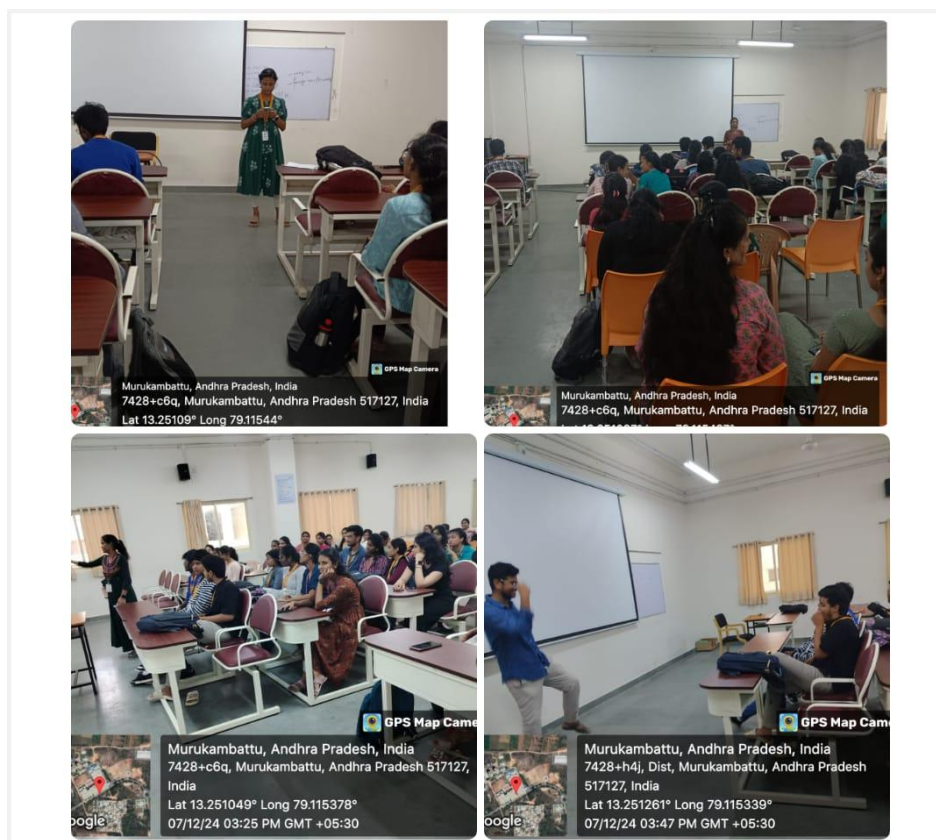 GPS Map Camera
Murukambattu, Andhra Pradesh, India
7428+c6q, Murukambattu, Andhra Pradesh 517127, India
Lat 13.25109° Long 79.11544°
GPS Map Camera
Murukambattu, Andhra Pradesh, India
7428+c6q, Murukambattu, Andhra Pradesh 517127, India
GPS Map Came
Murukambattu, Andhra Pradesh, India
7428+c6q, Murukambattu, Andhra Pradesh 517127,
India
Lat 13.251049° Long 79.115378°
07/12/24 03:25 PM GMT +05:30
oogle
GPS Map Came
Murukambattu, Andhra Pradesh, India
7428+h4j, Dist, Murukambattu, Andhra Pradesh
517127, India
Lat 13.251261° Long 79.115339°
07/12/24 03:47 PM GMT +05:30
oogle